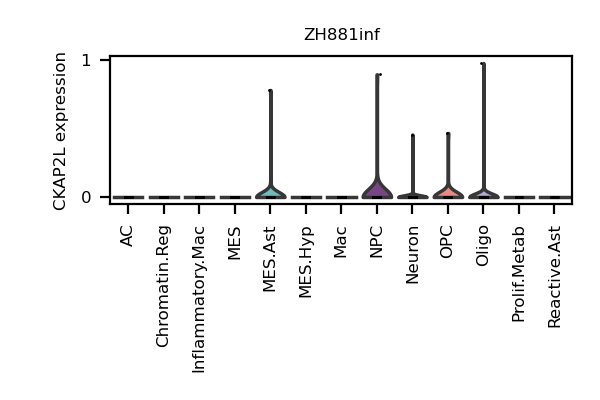 ZH881inf
CKAP2L expression
1
0
AC
Chromatin.Reg
Inflammatory.Mac
MES
MES.Ast
MES.Hyp
Mac
NPC
Neuron
OPC
Oligo
Prolif.Metab
Reactive.Ast